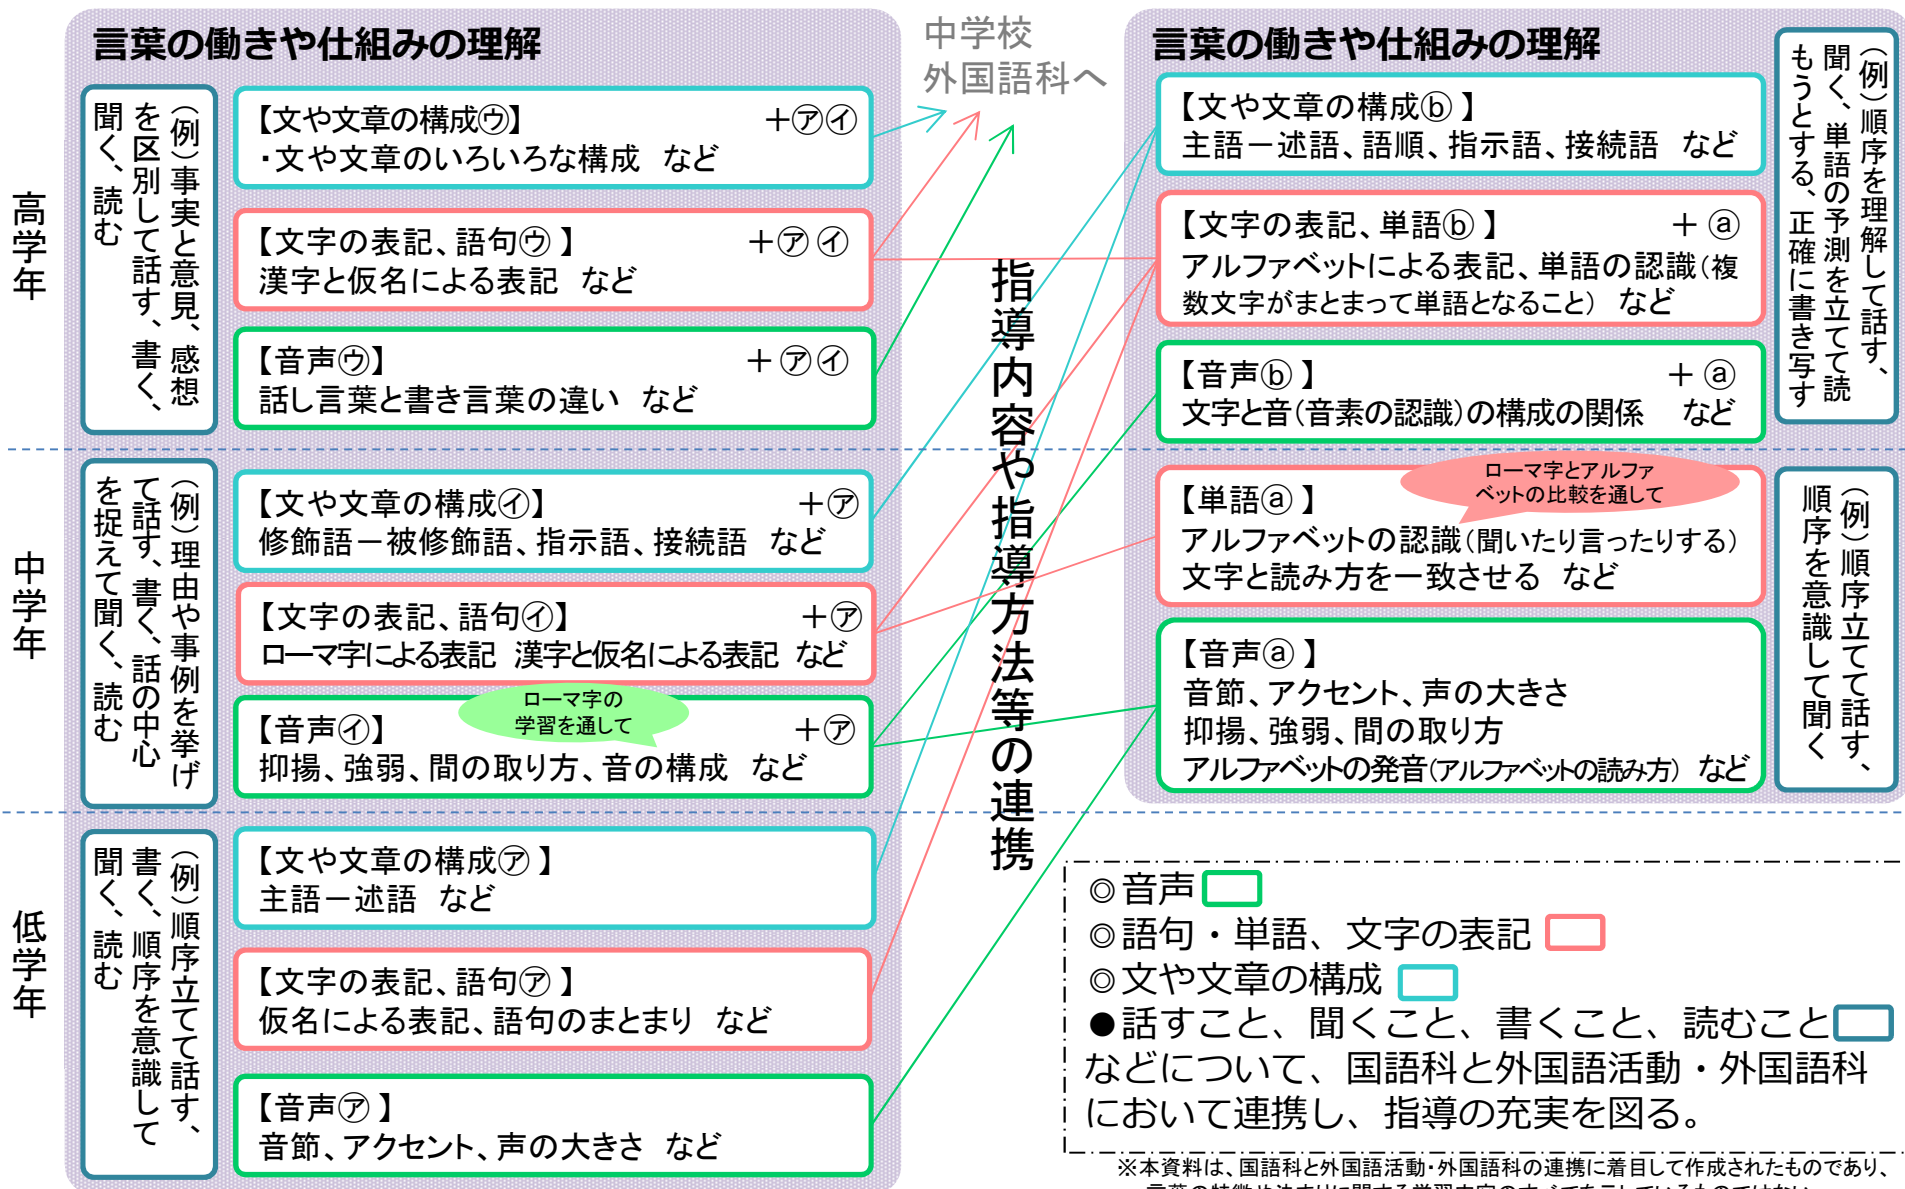 言葉の働きや仕組みの理解
高学年
(例)事実と意見、感想
を区別して話す、書く、
聞く、読む
【文や文章の構成㋒】 +㋐㋑
・文や文章のいろいろな構成 など
【文字の表記、語句㋒】 +㋐㋑
漢字と仮名による表記 など
【音声㋒】 +㋐㋑
話し言葉と書き言葉の違い など
中学年
(例)理由や事例を挙げ
て話す、書く、話の中心
を捉えて聞く、読む
【文や文章の構成㋑】 +㋐
修飾語-被修飾語、指示語、接続語 など
【文字の表記、語句㋑】 +㋐
ローマ字による表記 漢字と仮名による表記 など
ローマ字の
学習を通して
【音声㋑】 +㋐
抑揚、強弱、間の取り方、音の構成 など
低学年
(例)順序立てて話す、
書く、順序を意識して
聞く、読む
【文や文章の構成㋐】
主語-述語 など
【文字の表記、語句㋐】
仮名による表記、語句のまとまり など
【音声㋐】
音節、アクセント、声の大きさ など
中学校
外国語科へ
指導内容や指導方法等の連携
言葉の働きや仕組みの理解
【文や文章の構成ⓑ】
主語-述語、語順、指示語、接続語 など
【文字の表記、単語ⓑ】 +ⓐ
アルファベットによる表記、単語の認識(複
数文字がまとまって単語となること) など
【音声ⓑ】 +ⓐ
文字と音(音素の認識)の構成の関係 など
(例)順序を理解して話す、
聞く、単語の予測を立てて読
もうとする、正確に書き写す
ローマ字とアルファ
ベットの比較を通して
【単語ⓐ】
アルファベットの認識(聞いたり言ったりする)
文字と読み方を一致させる など
【音声ⓐ】
音節、アクセント、声の大きさ
抑揚、強弱、間の取り方
アルファベットの発音(アルファベットの読み方) など
(例)順序立てて話す、
順序を意識して聞く
◎音声
◎語句・単語、文字の表記
◎文や文章の構成
●話すこと、聞くこと、書くこと、読むこと
などについて、国語科と外国語活動・外国語科
において連携し、指導の充実を図る。
※本資料は、国語科と外国語活動・外国語科の連携に着目して作成されたものであり、